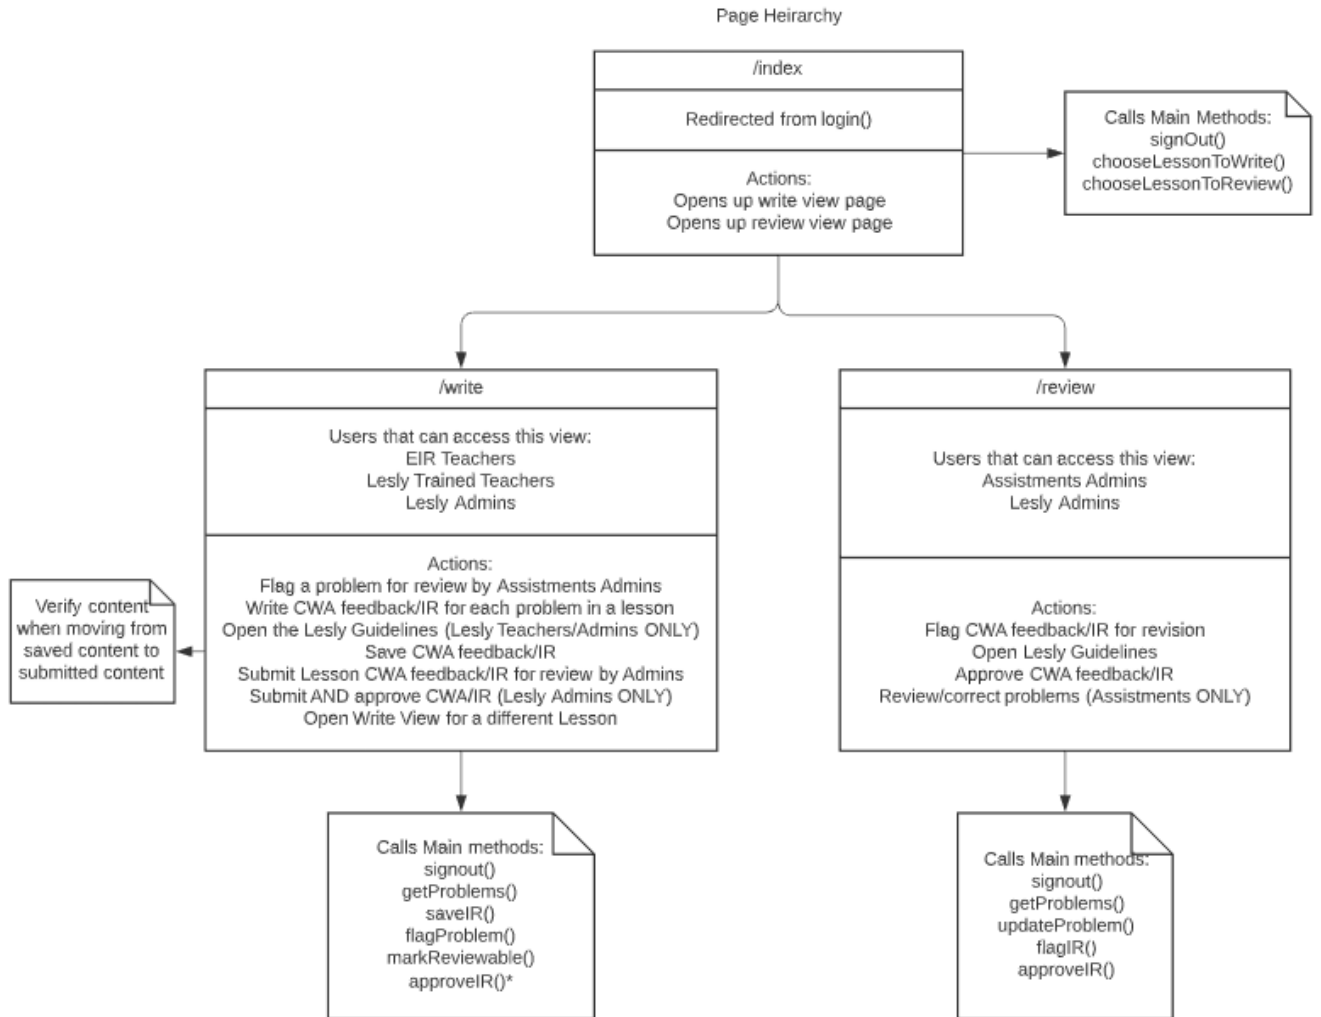 Page Heirarchy
/index
Redirected from login()
Actions:
Opens up write view page
Opens up review view page
Calls Main Methods:
signOut()
chooseLessonToWrite()
chooseLessonToReview()
/write
Users that can access this view:
EIR Teachers
Lesly Trained Teachers
Lesly Admins
Actions:
Flag a problem for review by Assistments Admins
Write CWA feedback/IR for each problem in a lesson
Open the Lesly Guidelines (Lesly Teachers/Admins ONLY)
Save CWA feedback/IR
Submit Lesson CWA feedback/IR for review by Admins
Submit AND approve CWA/IR (Lesly Admins ONLY)
Open Write View for a different Lesson
Verify content
when moving from
saved content to
submitted content
Calls Main methods:
signout()
getProblems()
saveIR()
flagProblem()
markReviewable()
approveIR()*
/review
Users that can access this view:
Assistments Admins
Lesly Admins
Actions:
Flag CWA feedback/IR for revision
Open Lesly Guidelines
Approve CWA feedback/IR
Review/correct problems (Assistments ONLY)
Calls Main methods:
signout()
getProblems()
updateProblem()
flagIR()
approveIR()